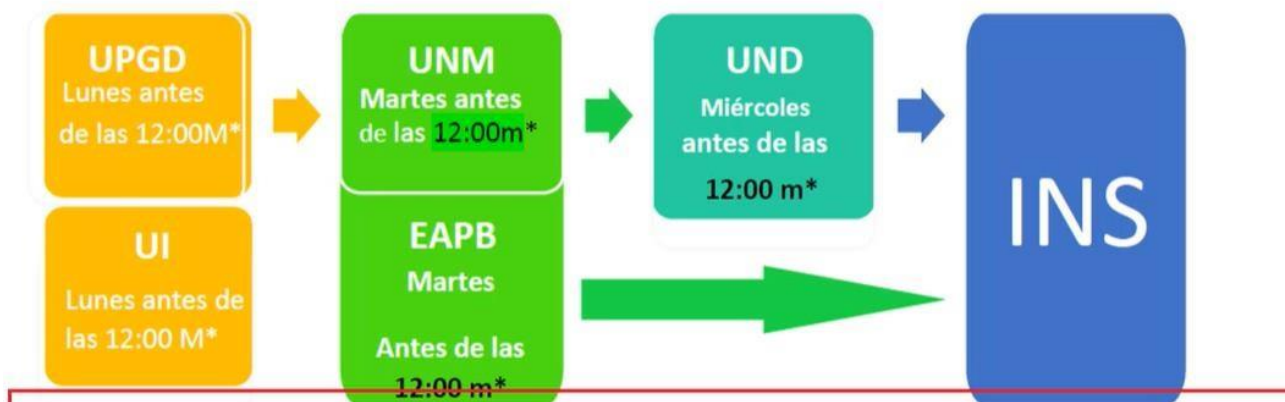 UPGD
Lunes antes
de las 12:00M*
UI
Lunes antes de
las 12:00 M*
UNM
Martes antes
de las 12:00m*
EAPB
Martes
Antes de las
12:00 m*
UND
Miércoles
antes de las
12:00 m*
INS